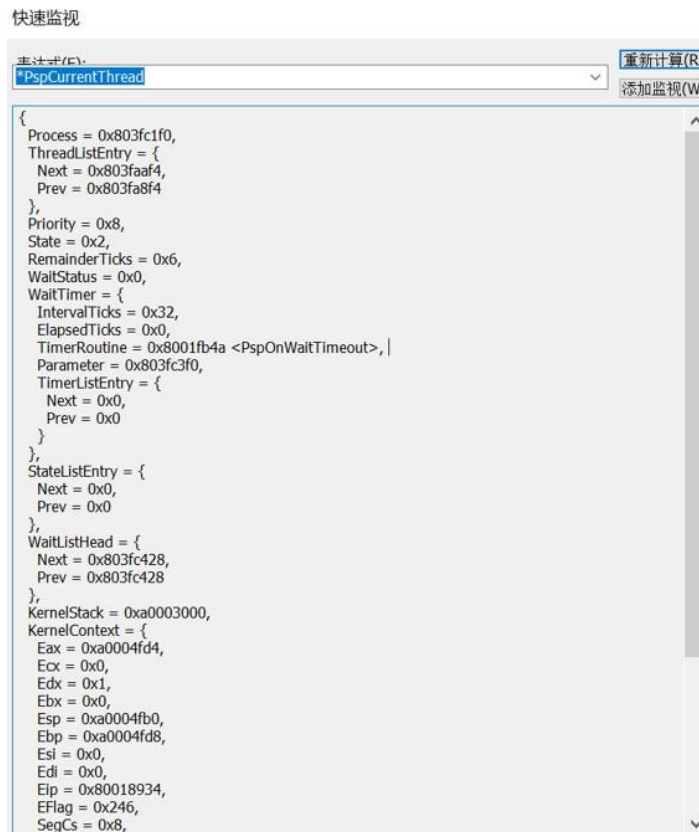 快速监视
表达式(E):
重新计算(R
*PspCurrentThread
添加监视(W
{
Process = 0x803fc1f0,
ThreadListEntry = {
Next = 0x803faaf4,
Prev = 0x803fa8f4
},
Priority = 0x8,
State = 0x2,
RemainderTicks = 0x6,
WaitStatus = 0x0,
WaitTimer = {
IntervalTicks = 0x32,
ElapsedTicks = 0x0,
TimerRoutine = 0x8001fb4a <PspOnWaitTimeout>,
Parameter = 0x803fc3f0,
TimerListEntry = {
Next = 0x0,
Prev = 0x0
}
},
StateListEntry = {
Next = 0x0,
Prev = 0x0
},
WaitListHead = {
Next = 0x803fc428,
Prev = 0x803fc428
},
KernelStack = 0xa0003000,
KernelContext = {
Eax = 0xa0004fd4,
Ecx = 0x0,
Edx = 0x1,
Ebx = 0x0,
Esp = 0xa0004fb0,
Ebp = 0xa0004fd8,
Esi = 0x0,
Edi = 0x0,
Eip = 0x80018934,
EFlag = 0x246,
SegCs = 0x8,